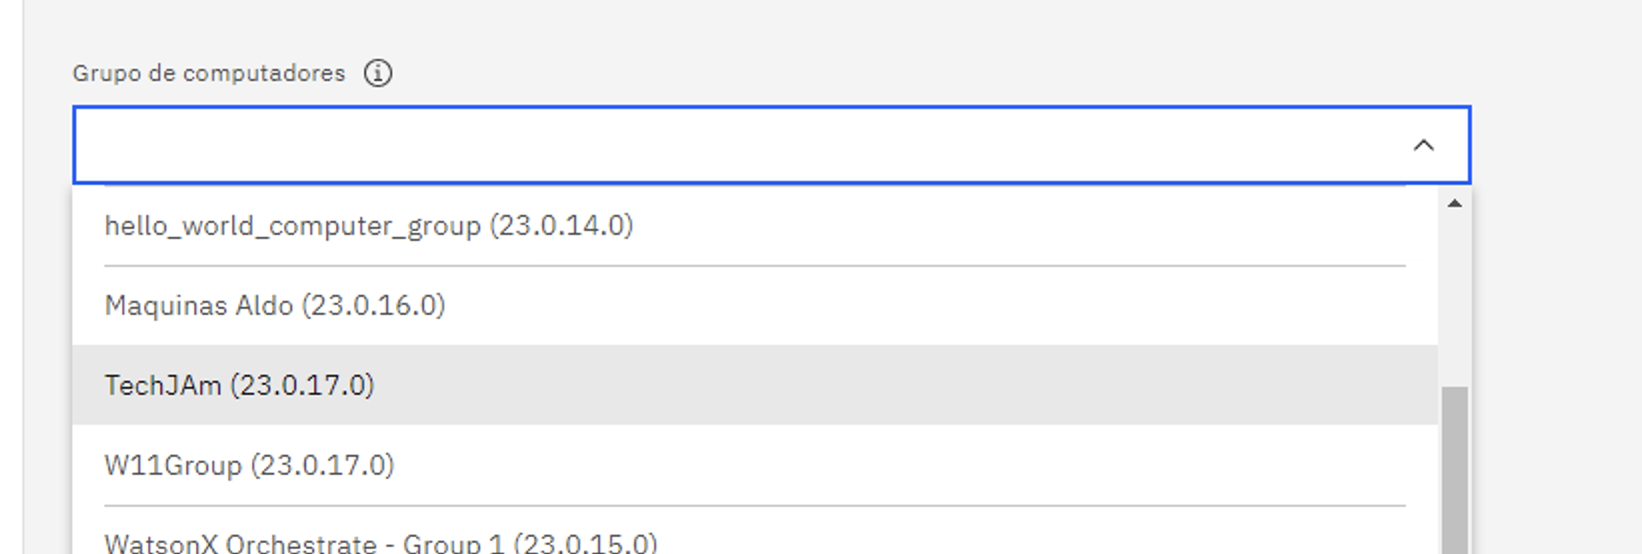 Grupo de computadores
hello_world_computer_group (23.0.14.0)
Maquinas Aldo (23.0.16.0)
TechJAm (23.0.17.0)
W11Group (23.0.17.0)
WatsonX Orchestrate - Group 1 (23.0.15.0)